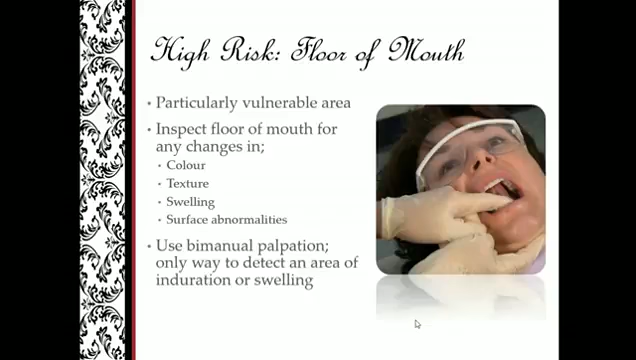 High Risk: Floor of Mouth
• Particularly vulnerable area
• Inspect floor of mouth for
any changes in;
• Colour
• Texture
• Swelling
• Surface abnormalities
• Use bimanual palpation;
only way to detect an area of
induration or swelling